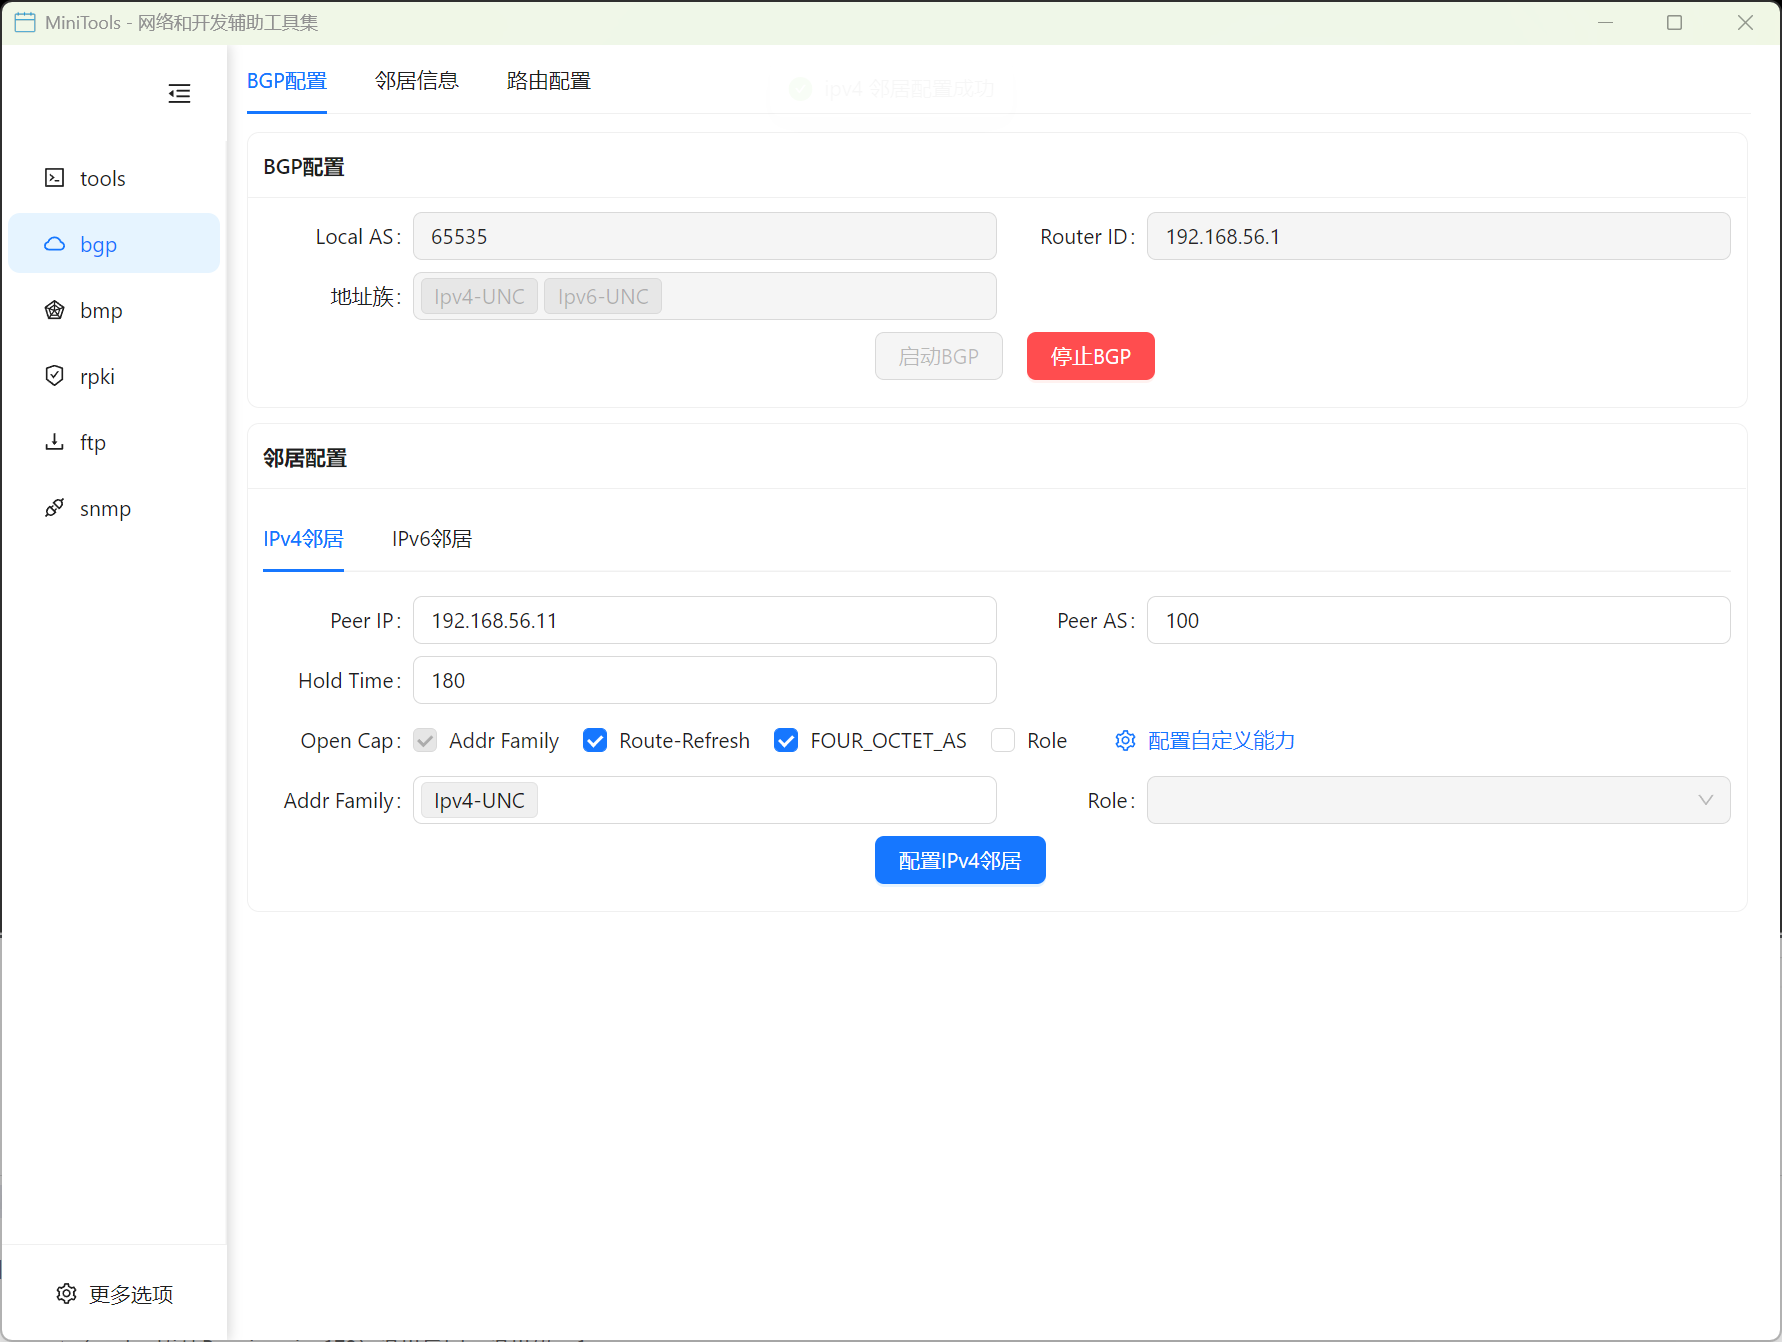 MiniTools - 网络和开发辅助工具集
BGP配置
邻居信息
路由配置
ipv4 邻居配置成功
tools
bgp
bmp
rpki
ftp
snmp
更多选项
BGP配置
Local AS: 65535
Router ID: 192.168.56.1
地址族: Ipv4-UNC Ipv6-UNC
启动BGP
停止BGP
邻居配置
IPv4邻居
IPv6邻居
Peer IP: 192.168.56.11
Peer AS: 100
Hold Time: 180
Open Cap: Addr Family Route-Refresh FOUR_OCTET_AS Role 配置自定义能力
Addr Family: Ipv4-UNC
Role:
配置IPv4邻居